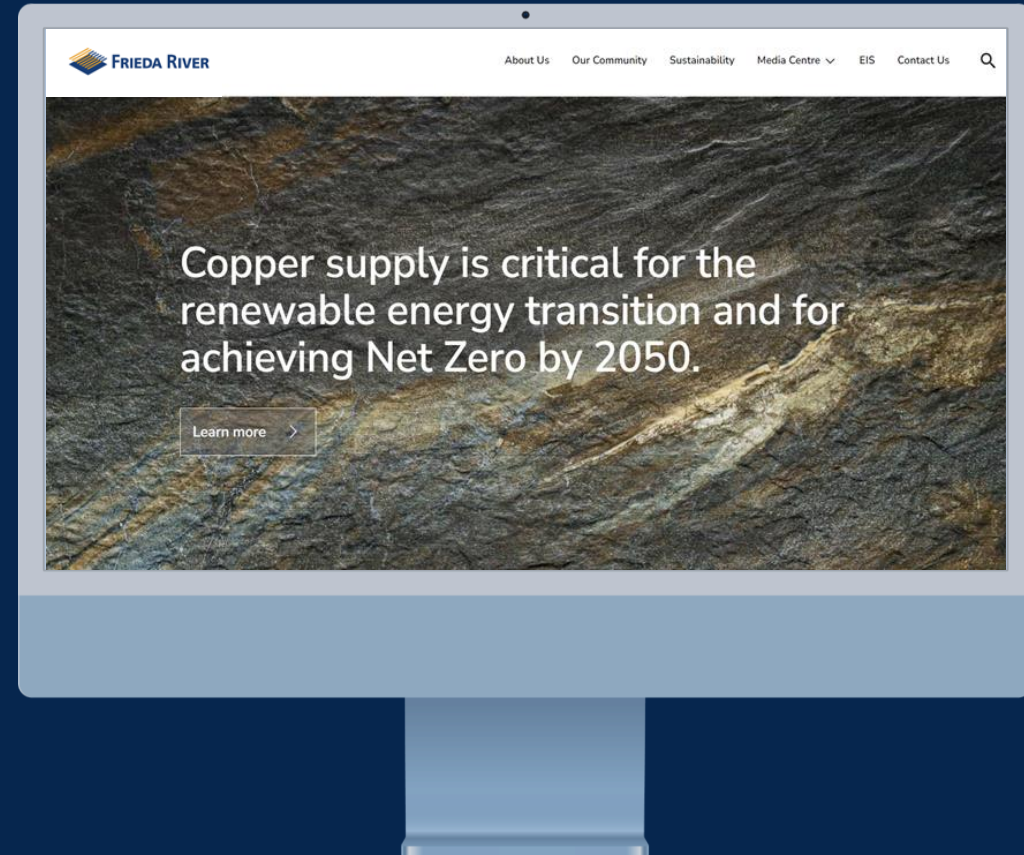 FRIEDA RIVER
About Us Our Community Sustainability Media Centre EIS Contact Us
Copper supply is critical for the
renewable energy transition and for
achieving Net Zero by 2050.
Learn more